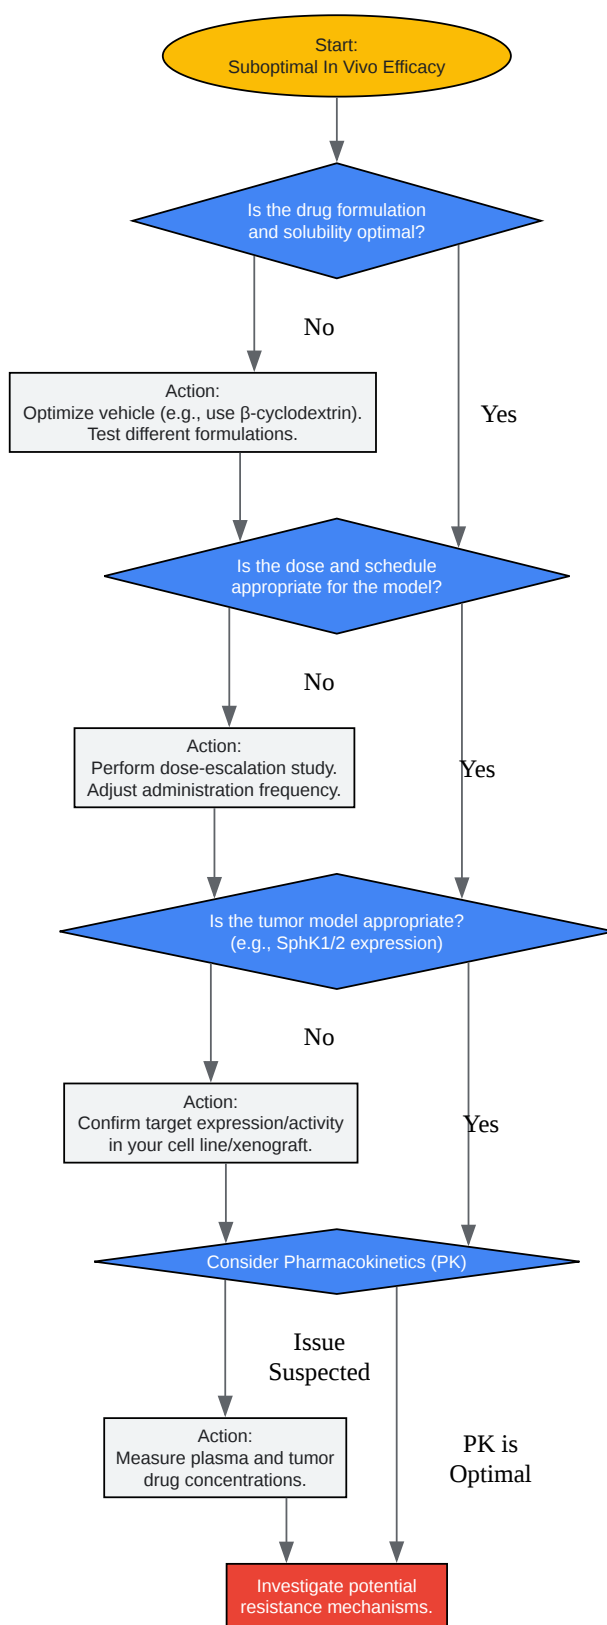 Start:
Suboptimal In Vivo Efficacy
Is the drug formulation
and solubility optimal?
No
Yes
Action:
Optimize vehicle (e.g., use β-cyclodextrin).
Test different formulations.
Is the dose and schedule
appropriate for the model?
No
Yes
Action:
Perform dose-escalation study.
Adjust administration frequency.
Is the tumor model appropriate?
(e.g., SphK1/2 expression)
No
Yes
Action:
Confirm target expression/activity
in your cell line/xenograft.
Consider Pharmacokinetics (PK)
Issue
Suspected
PK is
Optimal
Action:
Measure plasma and tumor
drug concentrations.
Investigate potential
resistance mechanisms.